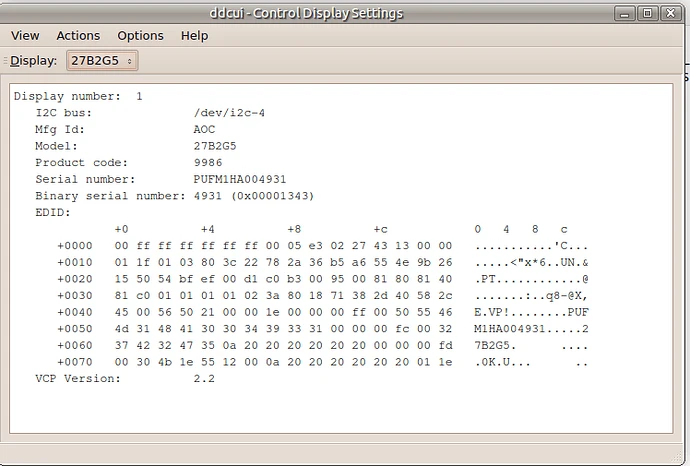 ddcui - Control Display Settings
View Actions Options Help
Display: 27B2G5
Display number: 1
I2C bus: /dev/i2c-4
Mfg Id: AOC
Model: 27B2G5
Product code: 9986
Serial number: PUFM1HA004931
Binary serial number: 4931 (0x00001343)
EDID:
+0 +4 +8 +c 0 4 8 c
+0000 00 ff ff ff ff ff ff 00 05 e3 02 27 43 13 00 00 ...........'C...
+0010 01 1f 01 03 80 3c 22 78 2a 36 b5 a6 55 4e 9b 26 .....<"x*6..UN.&
+0020 15 50 54 bf ef 00 d1 c0 b3 00 95 00 81 80 81 40 .PT............@
+0030 81 c0 01 01 01 01 02 3a 80 18 71 38 2d 40 58 2c .......:..q8-@X,
+0040 45 00 56 50 21 00 00 1e 00 00 00 ff 00 50 55 46 E.VP!........PUF
+0050 4d 31 48 41 30 30 34 39 33 31 00 00 00 fc 00 32 M1HA004931.....2
+0060 37 42 32 47 35 0a 20 20 20 20 20 20 00 00 00 fd 7B2G5. ....
+0070 00 30 4b 1e 55 12 00 0a 20 20 20 20 20 20 01 1e .0K.U... ..
VCP Version: 2.2